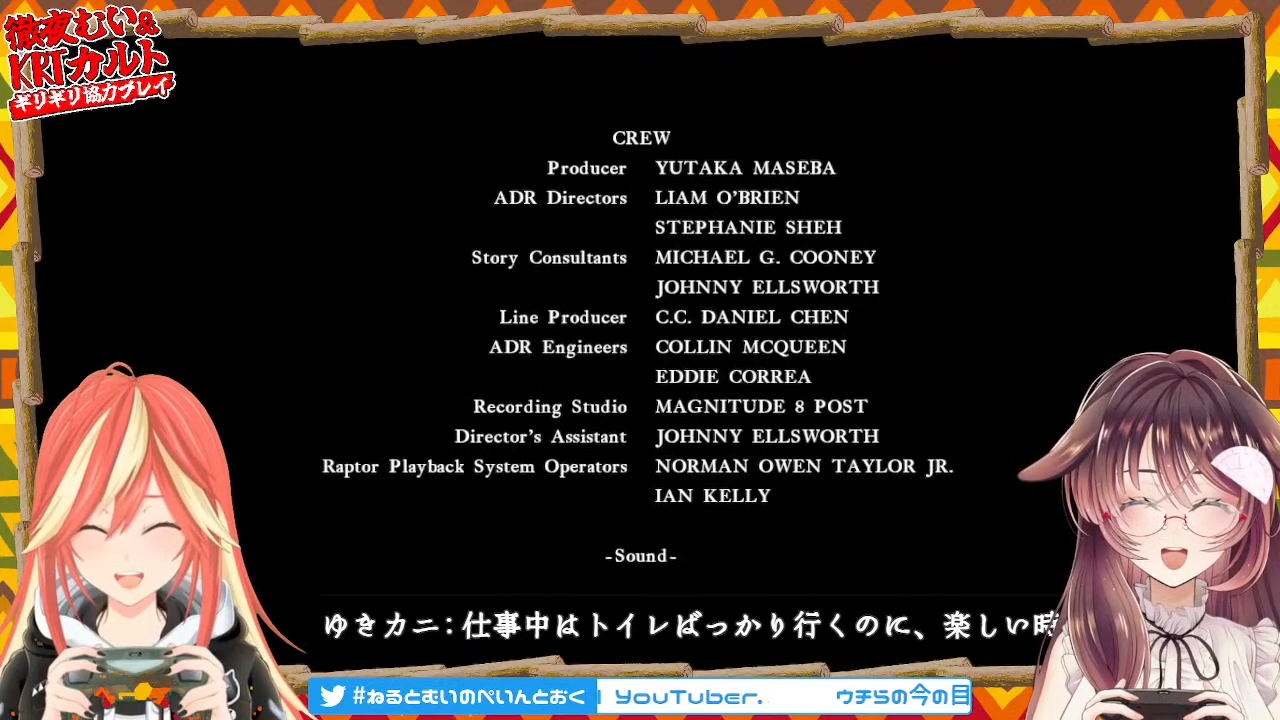 徹夜むい&
KRTカルト
ギリギリ協力プレイ
CREW
Producer YUTAKA MASEBA
ADR Directors LIAM O'BRIEN
STEPHANIE SHEH
Story Consultants MICHAEL G. COONEY
JOHNNY ELLSWORTH
Line Producer C.C. DANIEL CHEN
ADR Engineers COLLIN MCQUEEN
EDDIE CORREA
Recording Studio MAGNITUDE 8 POST
Director's Assistant JOHNNY ELLSWORTH
Raptor Playback System Operators NORMAN OWEN TAYLOR JR.
IAN KELLY
-Sound-
ゆきカニ:仕事中はトイレばっかり行くのに、楽しい時
#ねるとむいのぺいんとおく YouTuber. ウチらの今の目